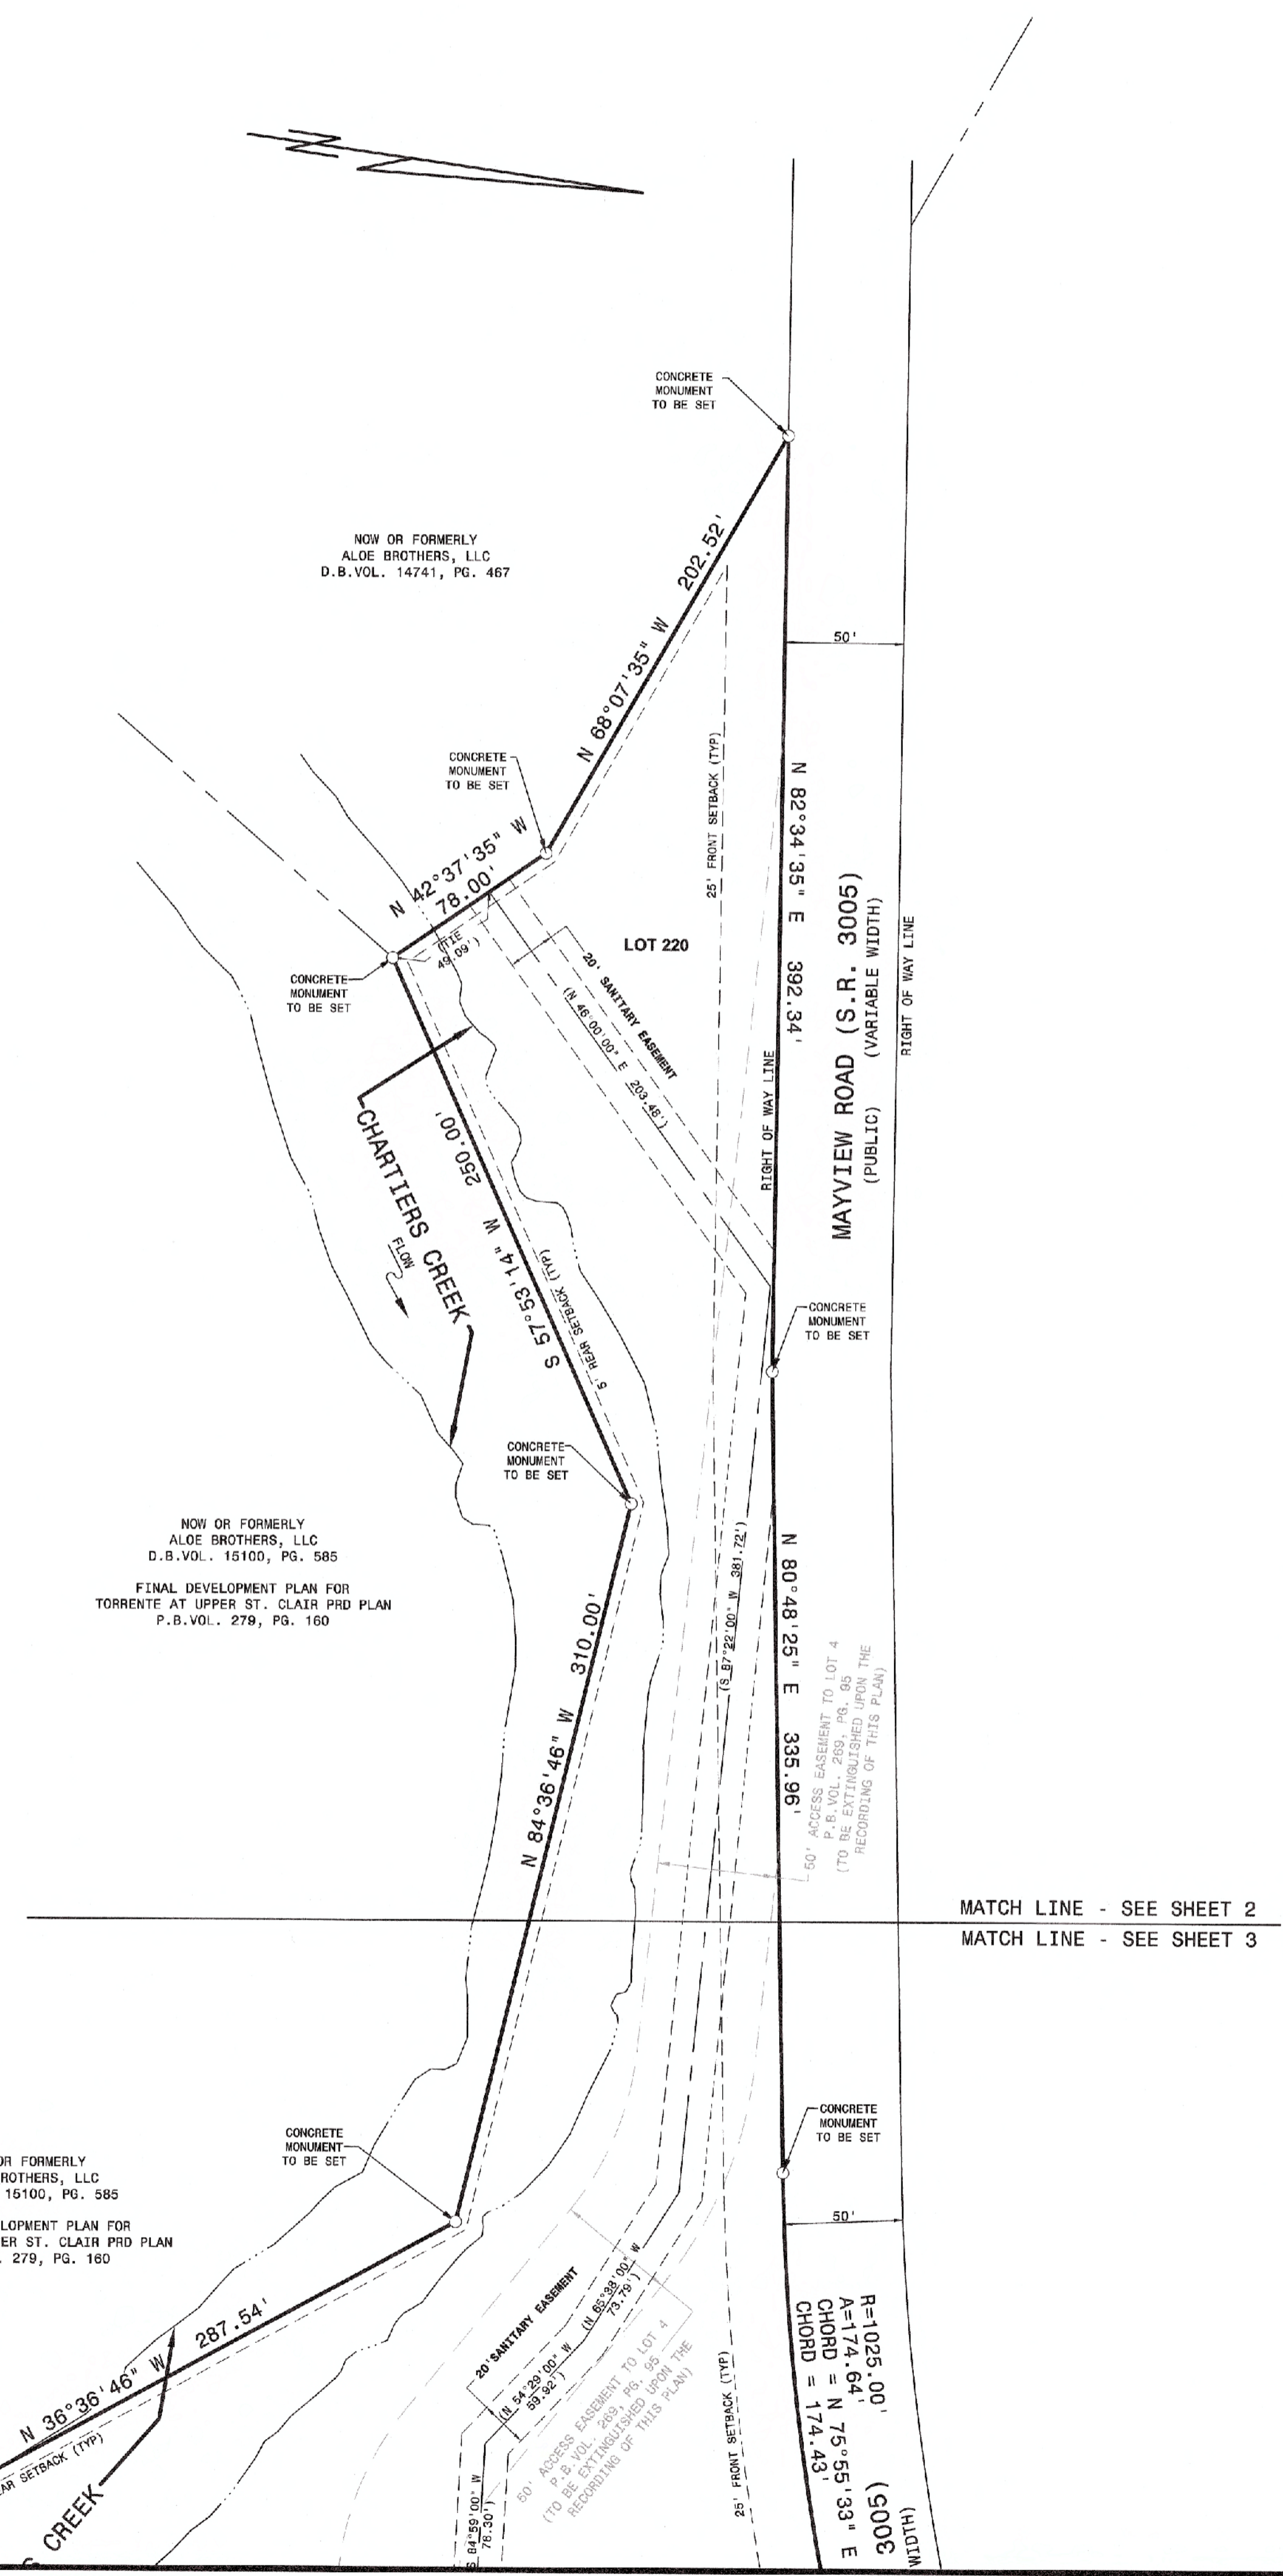 N
CONCRETE
MONUMENT
TO BE SET
NOW OR FORMERLY
ALOE BROTHERS, LLC
D.B.VOL. 14741, PG. 467
N 68°07'35" W 202.52'
50'
25' FRONT SETBACK (TYP)
CONCRETE
MONUMENT
TO BE SET
N 42°37'35" W
78.00'
(TIE
49.09')
CONCRETE
MONUMENT
TO BE SET
LOT 220
20' SANITARY EASEMENT
(N 46°00'00" E 203.48')
N 82°34'35" E 392.34'
RIGHT OF WAY LINE
MAYVIEW ROAD (S.R. 3005)
(PUBLIC) (VARIABLE WIDTH)
RIGHT OF WAY LINE
CHARTIERS CREEK
FLOW
S 57°53'14" W 250.00'
5' REAR SETBACK (TYP)
CONCRETE
MONUMENT
TO BE SET
CONCRETE
MONUMENT
TO BE SET
NOW OR FORMERLY
ALOE BROTHERS, LLC
D.B.VOL. 15100, PG. 585
FINAL DEVELOPMENT PLAN FOR
TORRENTE AT UPPER ST. CLAIR PRD PLAN
P.B.VOL. 279, PG. 160
N 84°36'46" W 310.00'
(S 87°22'00" W 381.72')
N 80°48'25" E 335.96'
50' ACCESS EASEMENT TO LOT 4
P.B.VOL. 269, PG. 95
(TO BE EXTINGUISHED UPON THE
RECORDING OF THIS PLAN)
MATCH LINE - SEE SHEET 2
MATCH LINE - SEE SHEET 3
CONCRETE
MONUMENT
TO BE SET
CONCRETE
MONUMENT
TO BE SET
OR FORMERLY
ROTHERS, LLC
15100, PG. 585
LOPMENT PLAN FOR
ER ST. CLAIR PRD PLAN
. 279, PG. 160
50'
N 36°36'46" W 287.54'
AR SETBACK (TYP)
CREEK
20' SANITARY EASEMENT
(N 65°38'00" W
73.79')
(N 54°29'00" W
59.92')
S 84°59'00" W
78.30')
50' ACCESS EASEMENT TO LOT 4
P.B.VOL. 269, PG. 95
(TO BE EXTINGUISHED UPON THE
RECORDING OF THIS PLAN)
25' FRONT SETBACK (TYP)
R=1025.00'
A=174.64'
CHORD = N 75°55'33" E
CHORD = 174.43'
3005)
WIDTH)